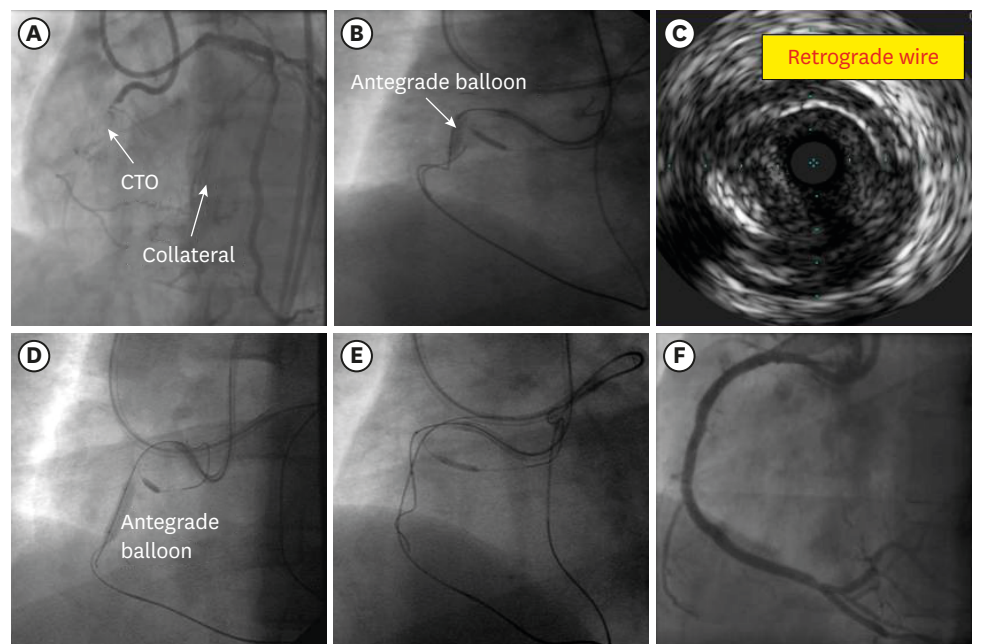 A
CTO
Collateral
B
Antegrade balloon
C
Retrograde wire
D
Antegrade
balloon
E
F